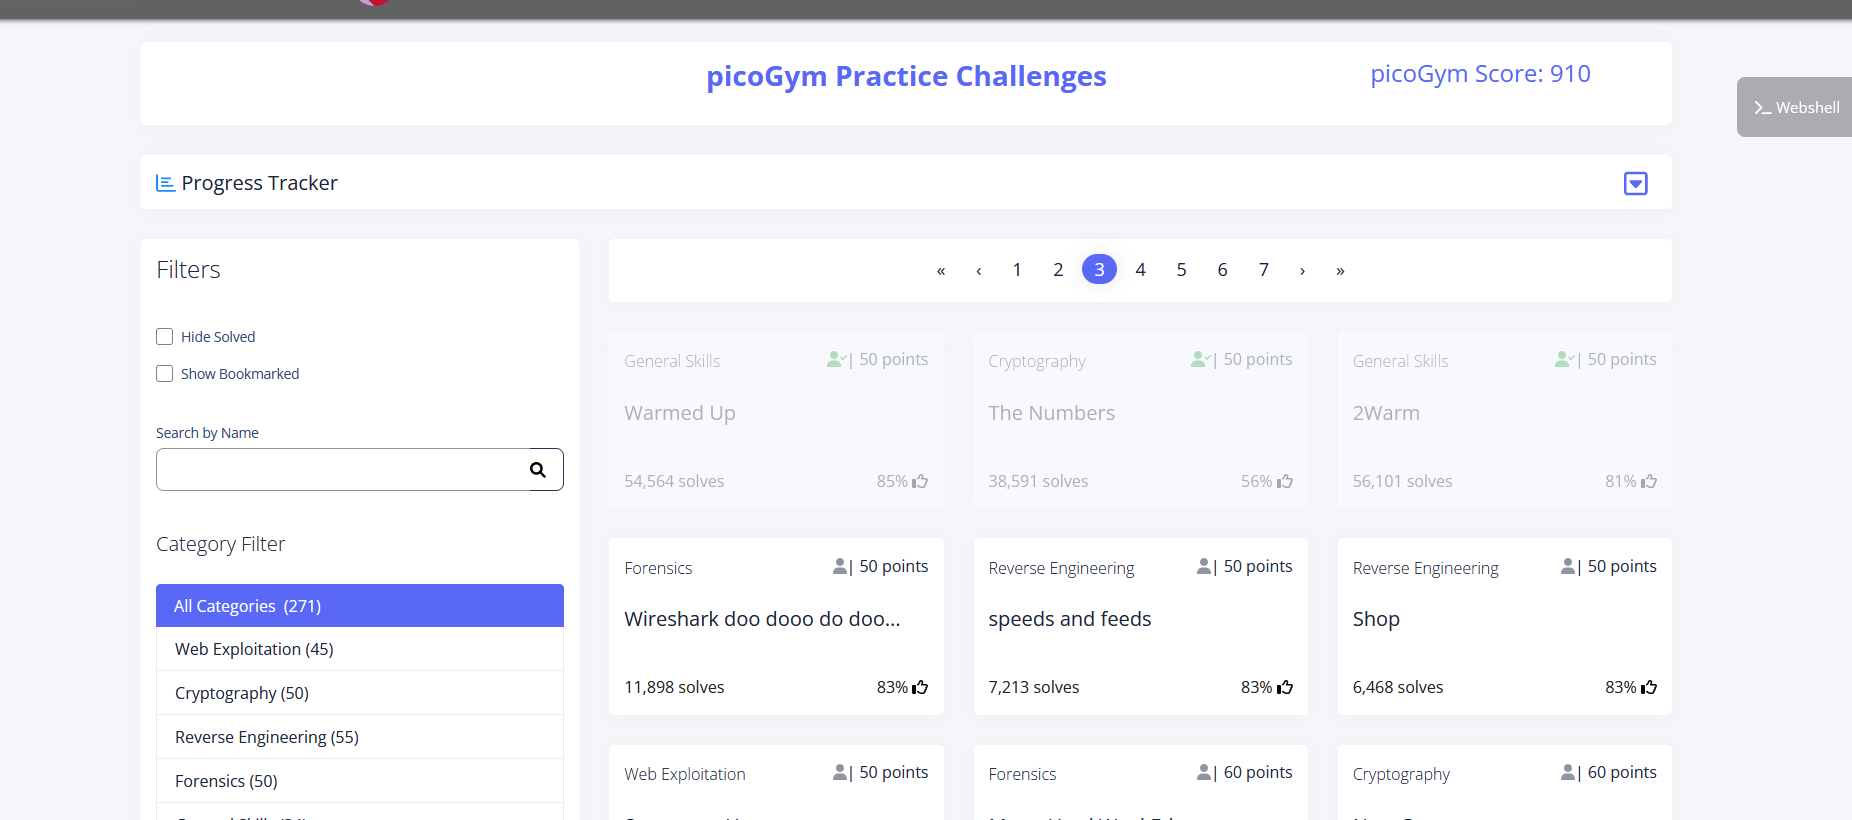 picoGym Practice Challenges
picoGym Score: 910
Webshell
Progress Tracker
Filters
Hide Solved
Show Bookmarked
Search by Name
Category Filter
All Categories (271)
Web Exploitation (45)
Cryptography (50)
Reverse Engineering (55)
Forensics (50)
« ‹ 1 2 3 4 5 6 7 › »
General Skills | 50 points
Warmed Up
54,564 solves 85%
Cryptography | 50 points
The Numbers
38,591 solves 56%
General Skills | 50 points
2Warm
56,101 solves 81%
Forensics | 50 points
Wireshark doo dooo do doo...
11,898 solves 83%
Reverse Engineering | 50 points
speeds and feeds
7,213 solves 83%
Reverse Engineering | 50 points
Shop
6,468 solves 83%
Web Exploitation | 50 points
Forensics | 60 points
Cryptography | 60 points